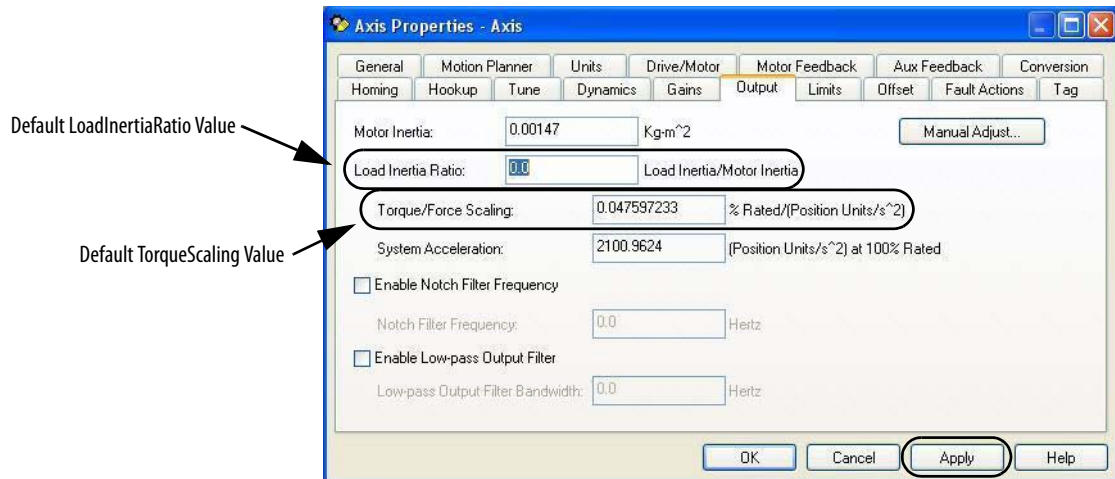 Axis Properties - Axis
General Motion Planner Units Drive/Motor Motor Feedback Aux Feedback Conversion
Homing Hookup Tune Dynamics Gains Output Limits Offset Fault Actions Tag
Motor Inertia: 0.00147 Kg-m^2 Manual Adjust...
Default LoadInertiaRatio Value
Load Inertia Ratio: 0.0 Load Inertia/Motor Inertia
Torque/Force Scaling: 0.047597233 % Rated/(Position Units/s^2)
Default TorqueScaling Value
System Acceleration: 2100.9624 (Position Units/s^2) at 100% Rated
Enable Notch Filter Frequency
Notch Filter Frequency: 0.0 Hertz
Enable Low-pass Output Filter
Low-pass Output Filter Bandwidth: 0.0 Hertz
OK Cancel Apply Help